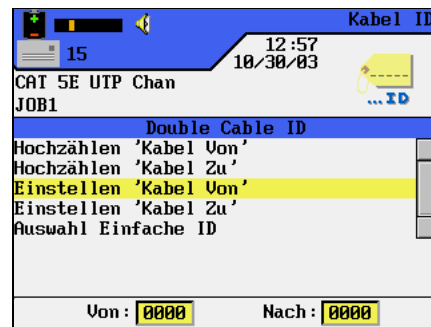 Kabel ID
15
12:57
10/30/03
CAT 5E UTP Chan
JOB1
...ID
Double Cable ID
Hochzählen 'Kabel Von'
Hochzählen 'Kabel Zu'
Einstellen 'Kabel Von'
Einstellen 'Kabel Zu'
Auswahl Einfache ID
Von: 0000 Nach: 0000